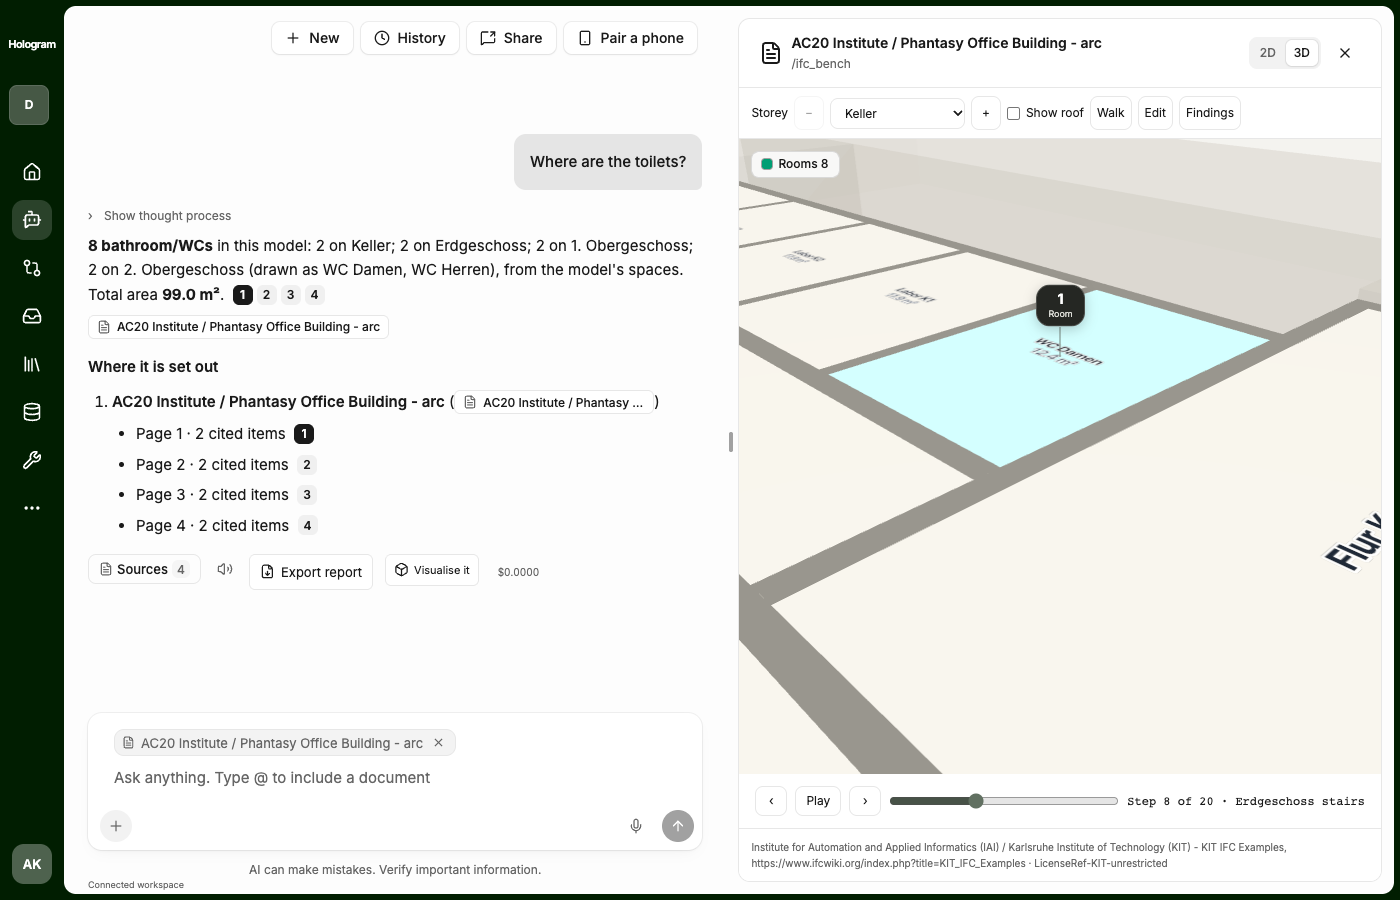 Hologram
D
AK
New
History
Share
Pair a phone
Where are the toilets?
Show thought process
8 bathroom/WCs in this model: 2 on Keller; 2 on Erdgeschoss; 2 on 1. Obergeschoss;
2 on 2. Obergeschoss (drawn as WC Damen, WC Herren), from the model's spaces.
Total area 99.0 m². 1 2 3 4
AC20 Institute / Phantasy Office Building - arc
Where it is set out
1. AC20 Institute / Phantasy Office Building - arc ( AC20 Institute / Phantasy ... )
• Page 1 · 2 cited items 1
• Page 2 · 2 cited items 2
• Page 3 · 2 cited items 3
• Page 4 · 2 cited items 4
Sources 4
Export report
Visualise it
$0.0000
AC20 Institute / Phantasy Office Building - arc
Ask anything. Type @ to include a document
AI can make mistakes. Verify important information.
Connected workspace
AC20 Institute / Phantasy Office Building - arc
/ifc_bench
2D 3D
Storey − Keller + Show roof Walk Edit Findings
Rooms 8
Labor K2
Labor K1
1
Room
WC Damen
12.4 m²
Flur
‹ Play › Step 8 of 20 · Erdgeschoss stairs
Institute for Automation and Applied Informatics (IAI) / Karlsruhe Institute of Technology (KIT) - KIT IFC Examples,
https://www.ifcwiki.org/index.php?title=KIT_IFC_Examples · LicenseRef-KIT-unrestricted